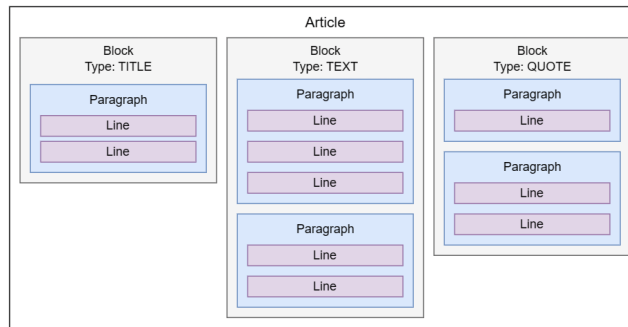 Article
Block
Type: TITLE
Paragraph
Line
Line
Block
Type: TEXT
Paragraph
Line
Line
Line
Paragraph
Line
Line
Block
Type: QUOTE
Paragraph
Line
Paragraph
Line
Line